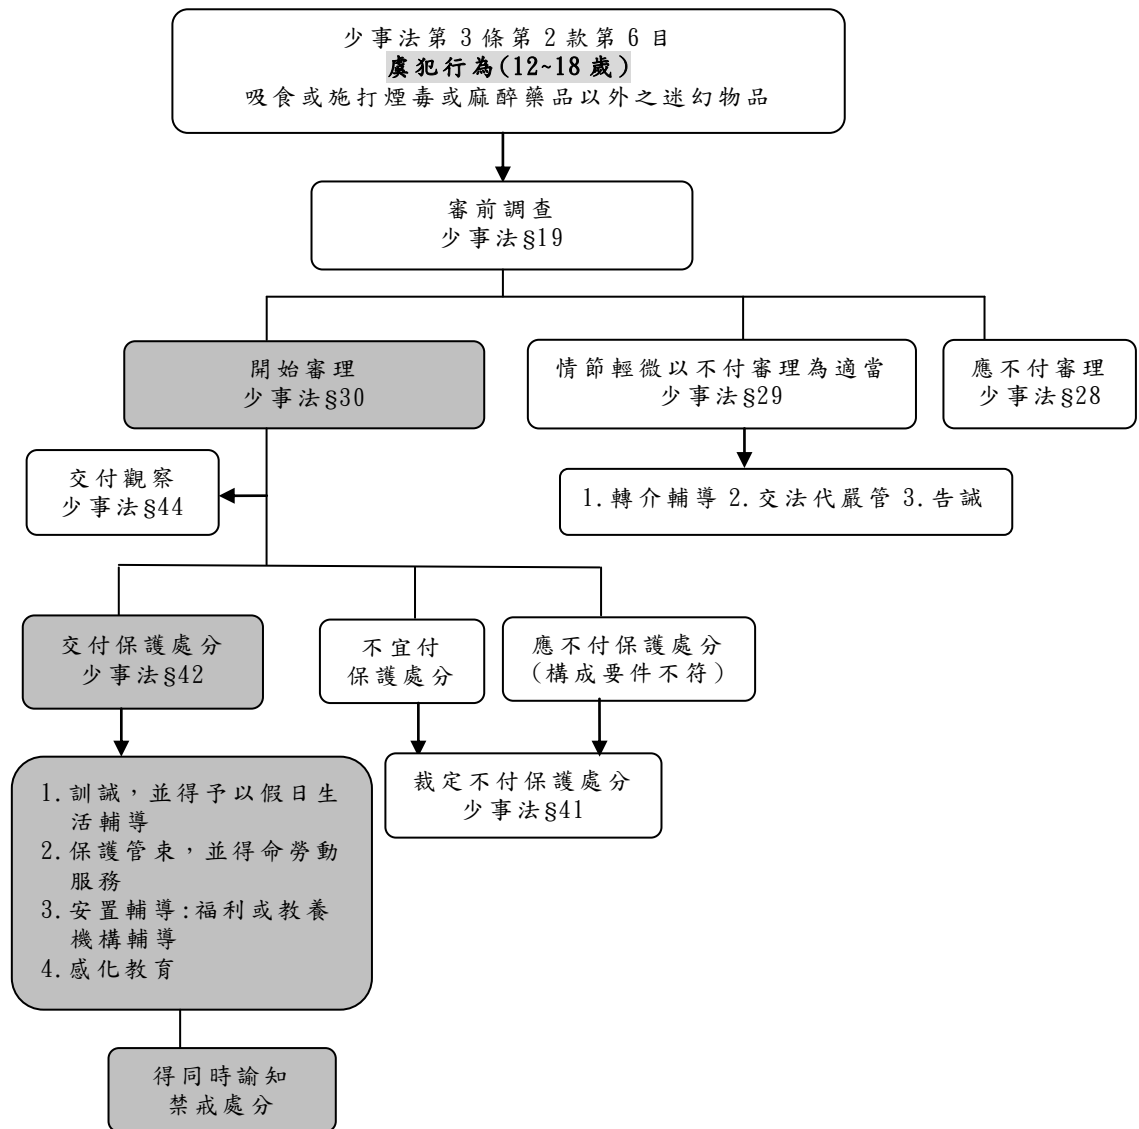 少事法第3條第2款第6目
虞犯行為(12~18歲)
吸食或施打煙毒或麻醉藥品以外之迷幻物品
審前調查
少事法§19
開始審理
少事法§30
情節輕微以不付審理為適當
少事法§29
應不付審理
少事法§28
交付觀察
少事法§44
1.轉介輔導 2.交法代嚴管 3.告誡
交付保護處分
少事法§42
不宜付
保護處分
應不付保護處分
(構成要件不符)
裁定不付保護處分
少事法§41
1.訓誡，並得予以假日生
活輔導
2.保護管束，並得命勞動
服務
3.安置輔導:福利或教養
機構輔導
4.感化教育
得同時諭知
禁戒處分